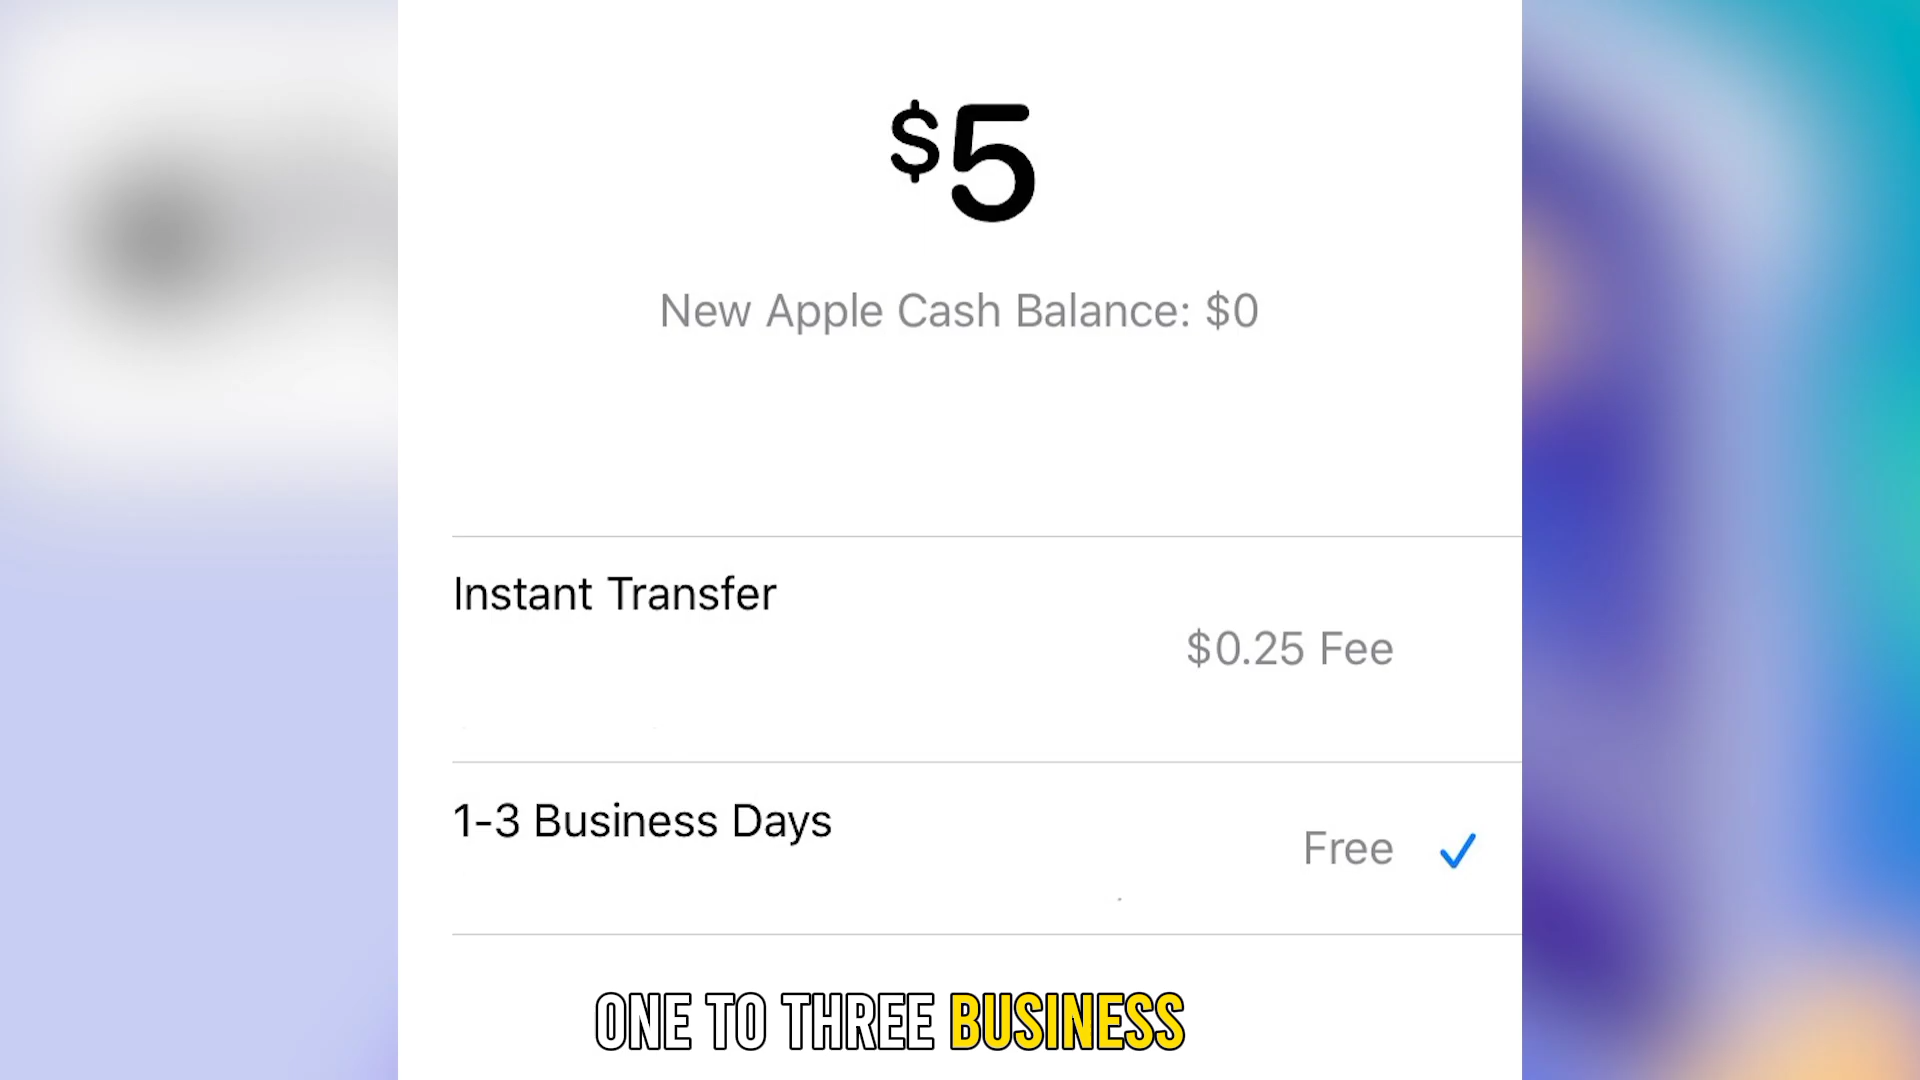 $5
New Apple Cash Balance: $0
Instant Transfer
$0.25 Fee
1-3 Business Days
Free
ONE TO THREE BUSINESS